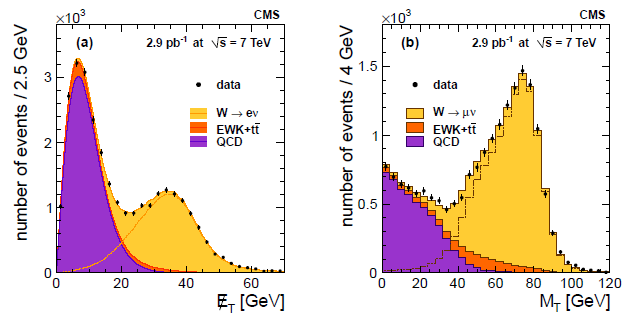 ×10³ CMS
(a) 2.9 pb⁻¹ at √s = 7 TeV
data
W → eν
EWK+tt̄
QCD
number of events / 2.5 GeV
3
2
1
0
0 20 40 60
E̸_T [GeV]
×10³ CMS
(b) 2.9 pb⁻¹ at √s = 7 TeV
data
W → μν
EWK+tt̄
QCD
number of events / 4 GeV
1.5
1
0.5
0
0 20 40 60 80 100 120
M_T [GeV]